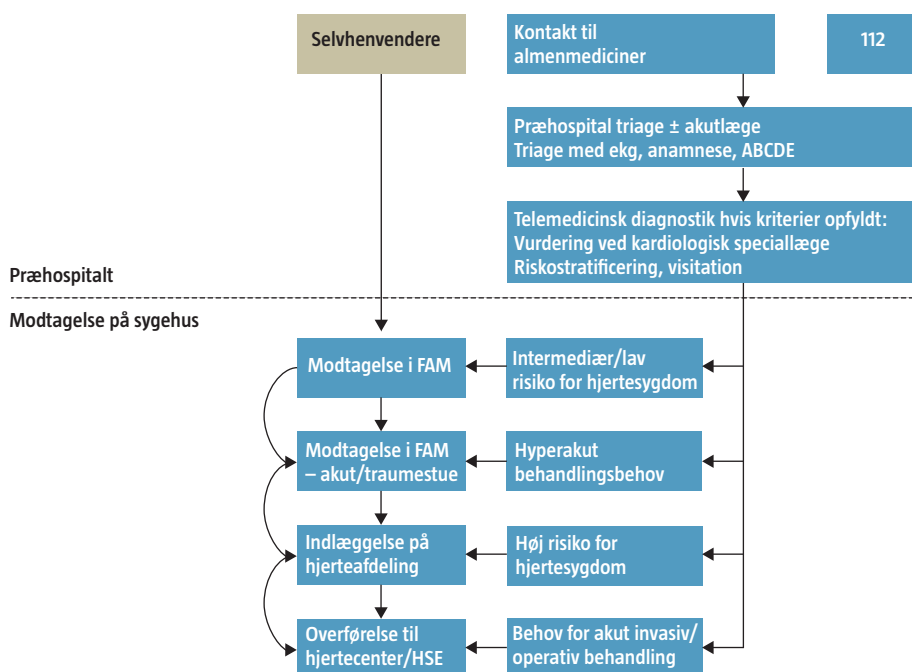 Selvhenvendere
Kontakt til
almenmediciner
112
Præhospital triage ± akutlæge
Triage med ekg, anamnese, ABCDE
Telemedicinsk diagnostik hvis kriterier opfyldt:
Vurdering ved kardiologisk speciallæge
Riskostratificering, visitation
Præhospitalt
Modtagelse på sygehus
Modtagelse i FAM
Intermediær/lav
risiko for hjertesygdom
Modtagelse i FAM
– akut/traumestue
Hyperakut
behandlingsbehov
Indlæggelse på
hjerteafdeling
Høj risiko for
hjertesygdom
Overførelse til
hjertecenter/HSE
Behov for akut invasiv/
operativ behandling